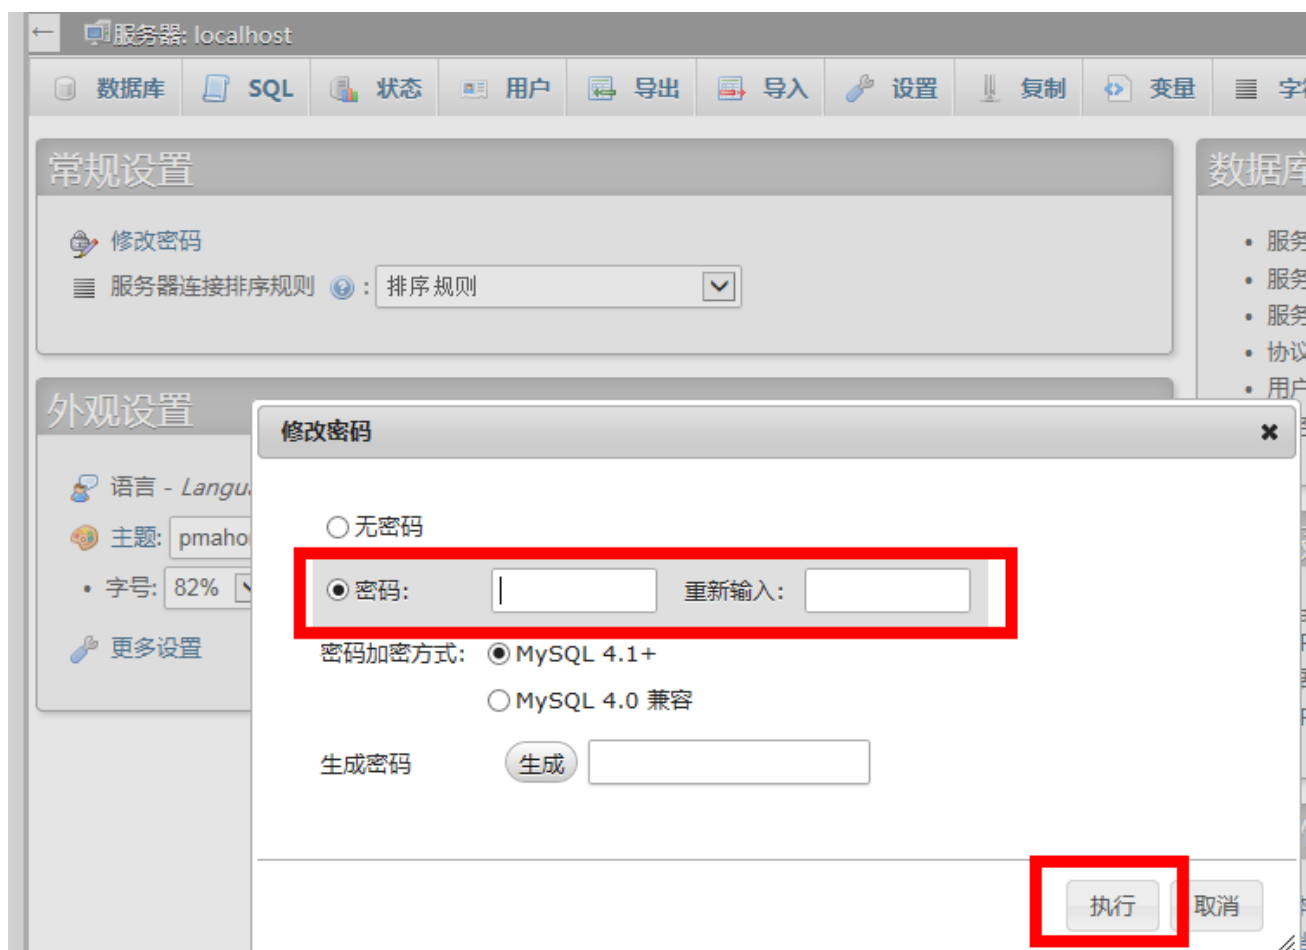 服务器: localhost
数据库 SQL 状态 用户 导出 导入 设置 复制 变量
常规设置
修改密码
服务器连接排序规则 : 排序规则
数据库
服务
服务
服务
协议
用户
外观设置
语言 - Langu
主题: pmaho
字号: 82%
更多设置
修改密码
无密码
密码: 重新输入:
密码加密方式: MySQL 4.1+
MySQL 4.0 兼容
生成密码 生成
执行 取消